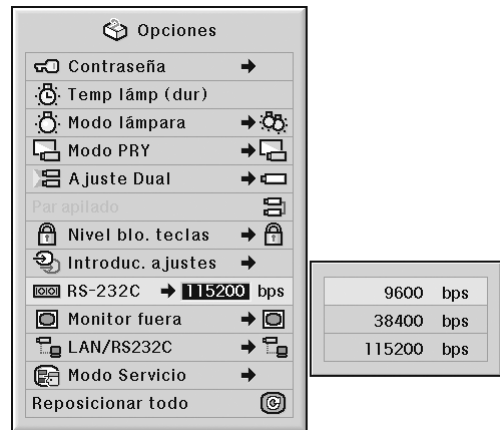 Opciones
Contraseña
Temp lámp (dur)
Modo lámpara
Modo PRY
Ajuste Dual
Par apilado
Nivel blo. teclas
Introduc. ajustes
RS-232C 115200 bps
Monitor fuera
LAN/RS232C
Modo Servicio
Reposicionar todo
9600 bps
38400 bps
115200 bps